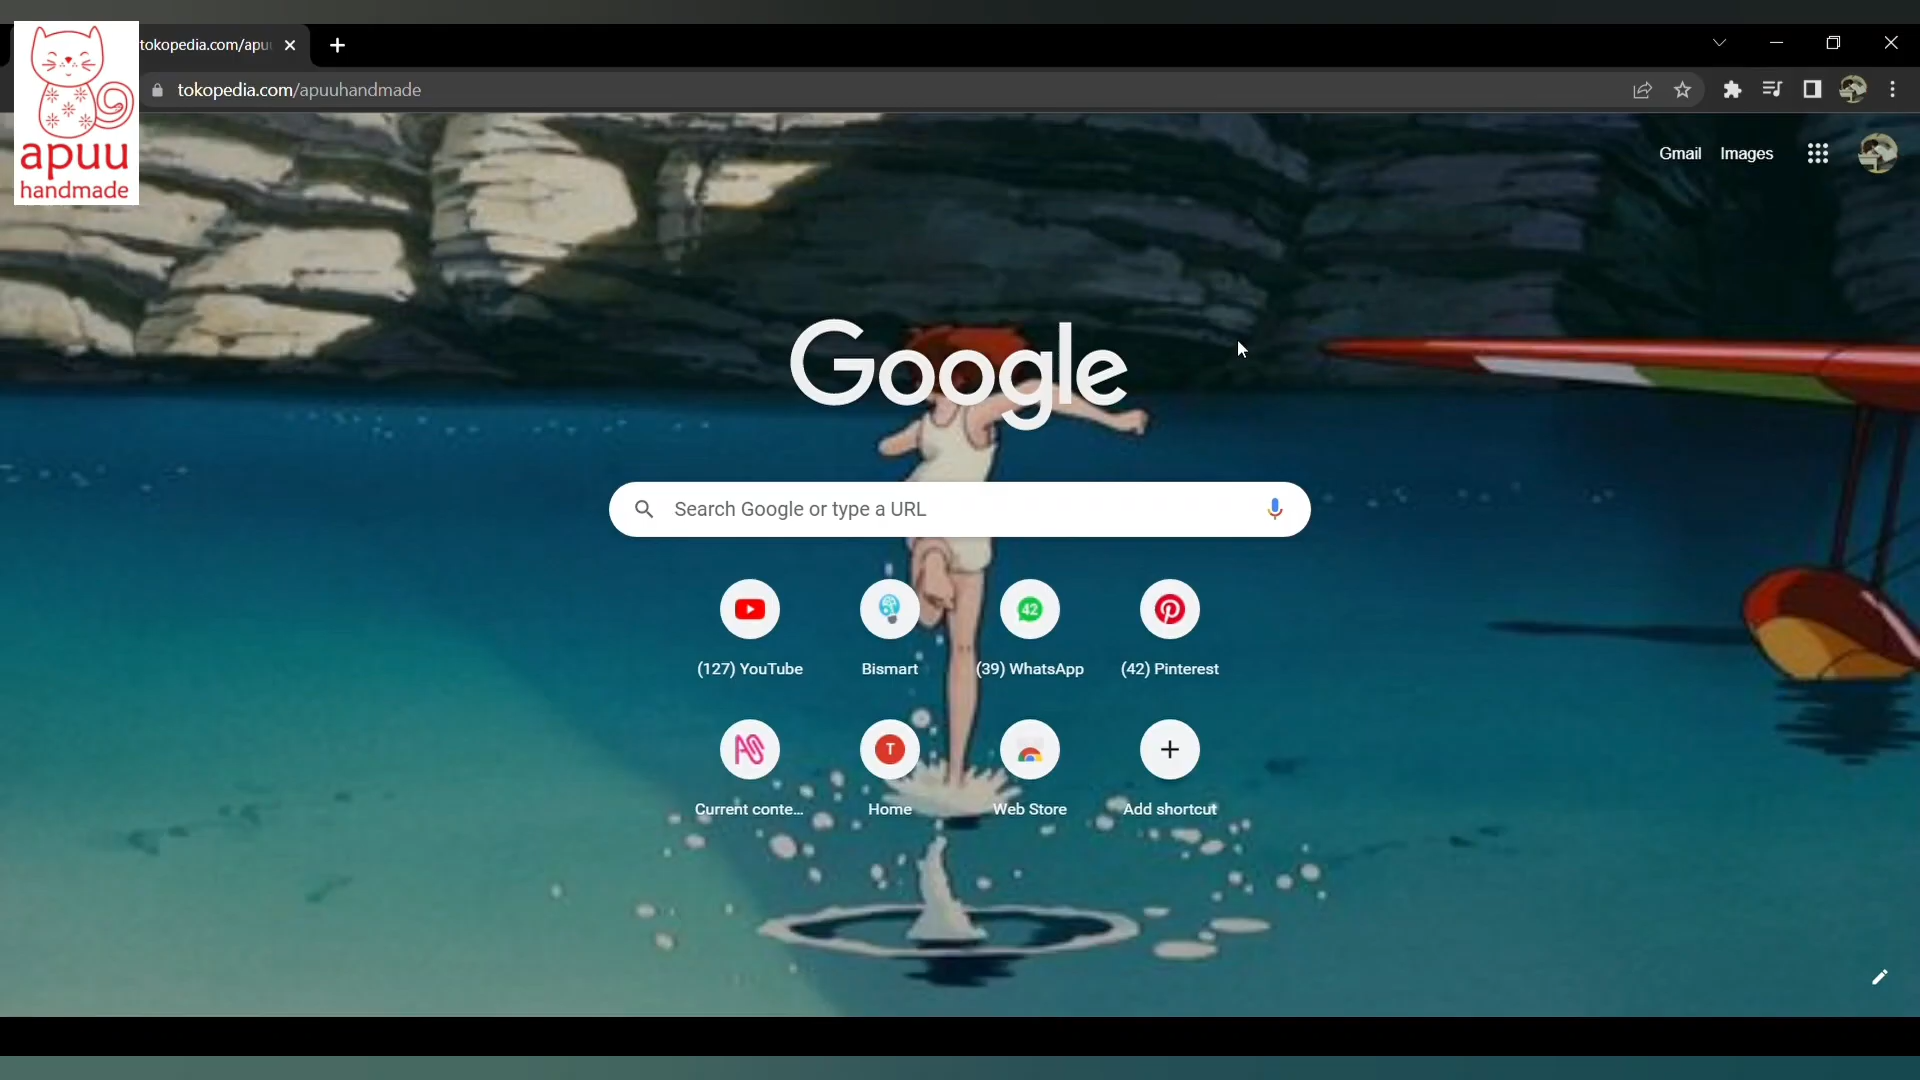 tokopedia.com/apu
tokopedia.com/apuuhandmade
apuu
handmade
Gmail Images
Google
Search Google or type a URL
42
(127) YouTube Bismart (39) WhatsApp (42) Pinterest
T
Current conte... Home Web Store Add shortcut